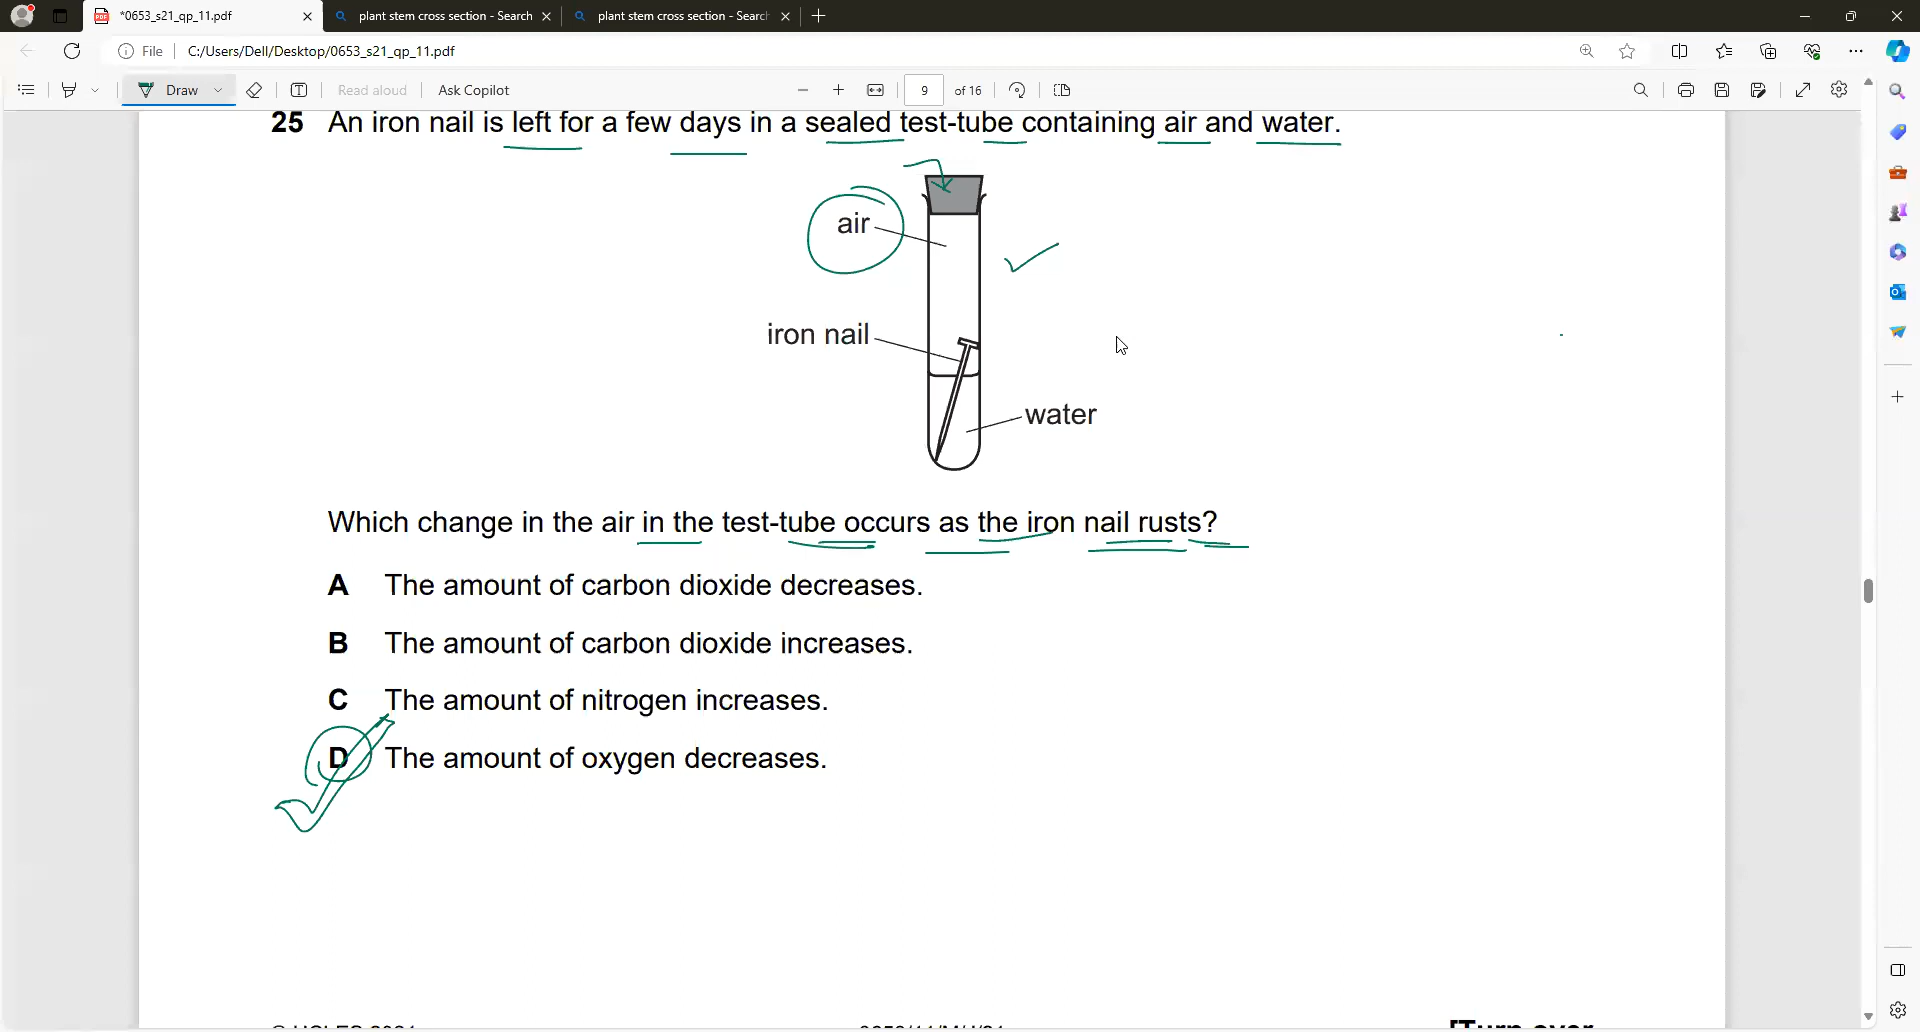 *0653_s21_qp_11.pdf
plant stem cross section - Search
plant stem cross section - Search
File
C:/Users/Dell/Desktop/0653_s21_qp_11.pdf
Draw
Read aloud
Ask Copilot
9
of 16
25 An iron nail is left for a few days in a sealed test-tube containing air and water.
air
iron nail
water
Which change in the air in the test-tube occurs as the iron nail rusts?
A The amount of carbon dioxide decreases.
B The amount of carbon dioxide increases.
C The amount of nitrogen increases.
D The amount of oxygen decreases.
[Turn over